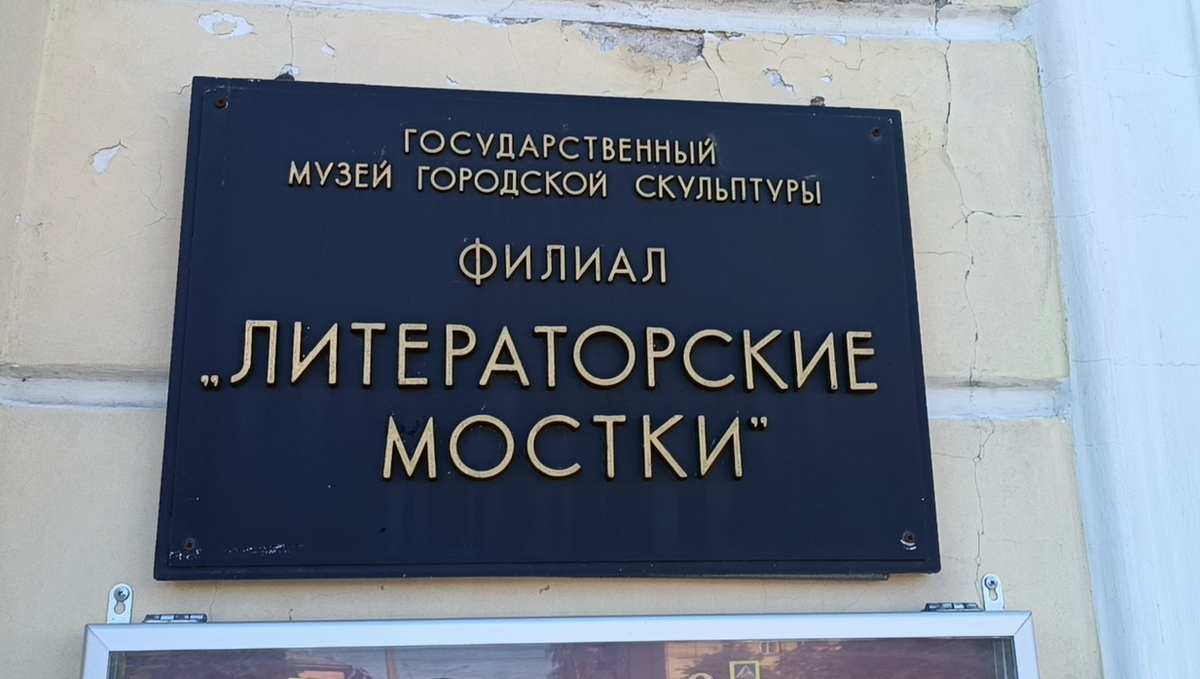 ГОСУДАРСТВЕННЫЙ
МУЗЕЙ ГОРОДСКОЙ СКУЛЬПТУРЫ
ФИЛИАЛ
„ЛИТЕРАТОРСКИЕ
МОСТКИ”